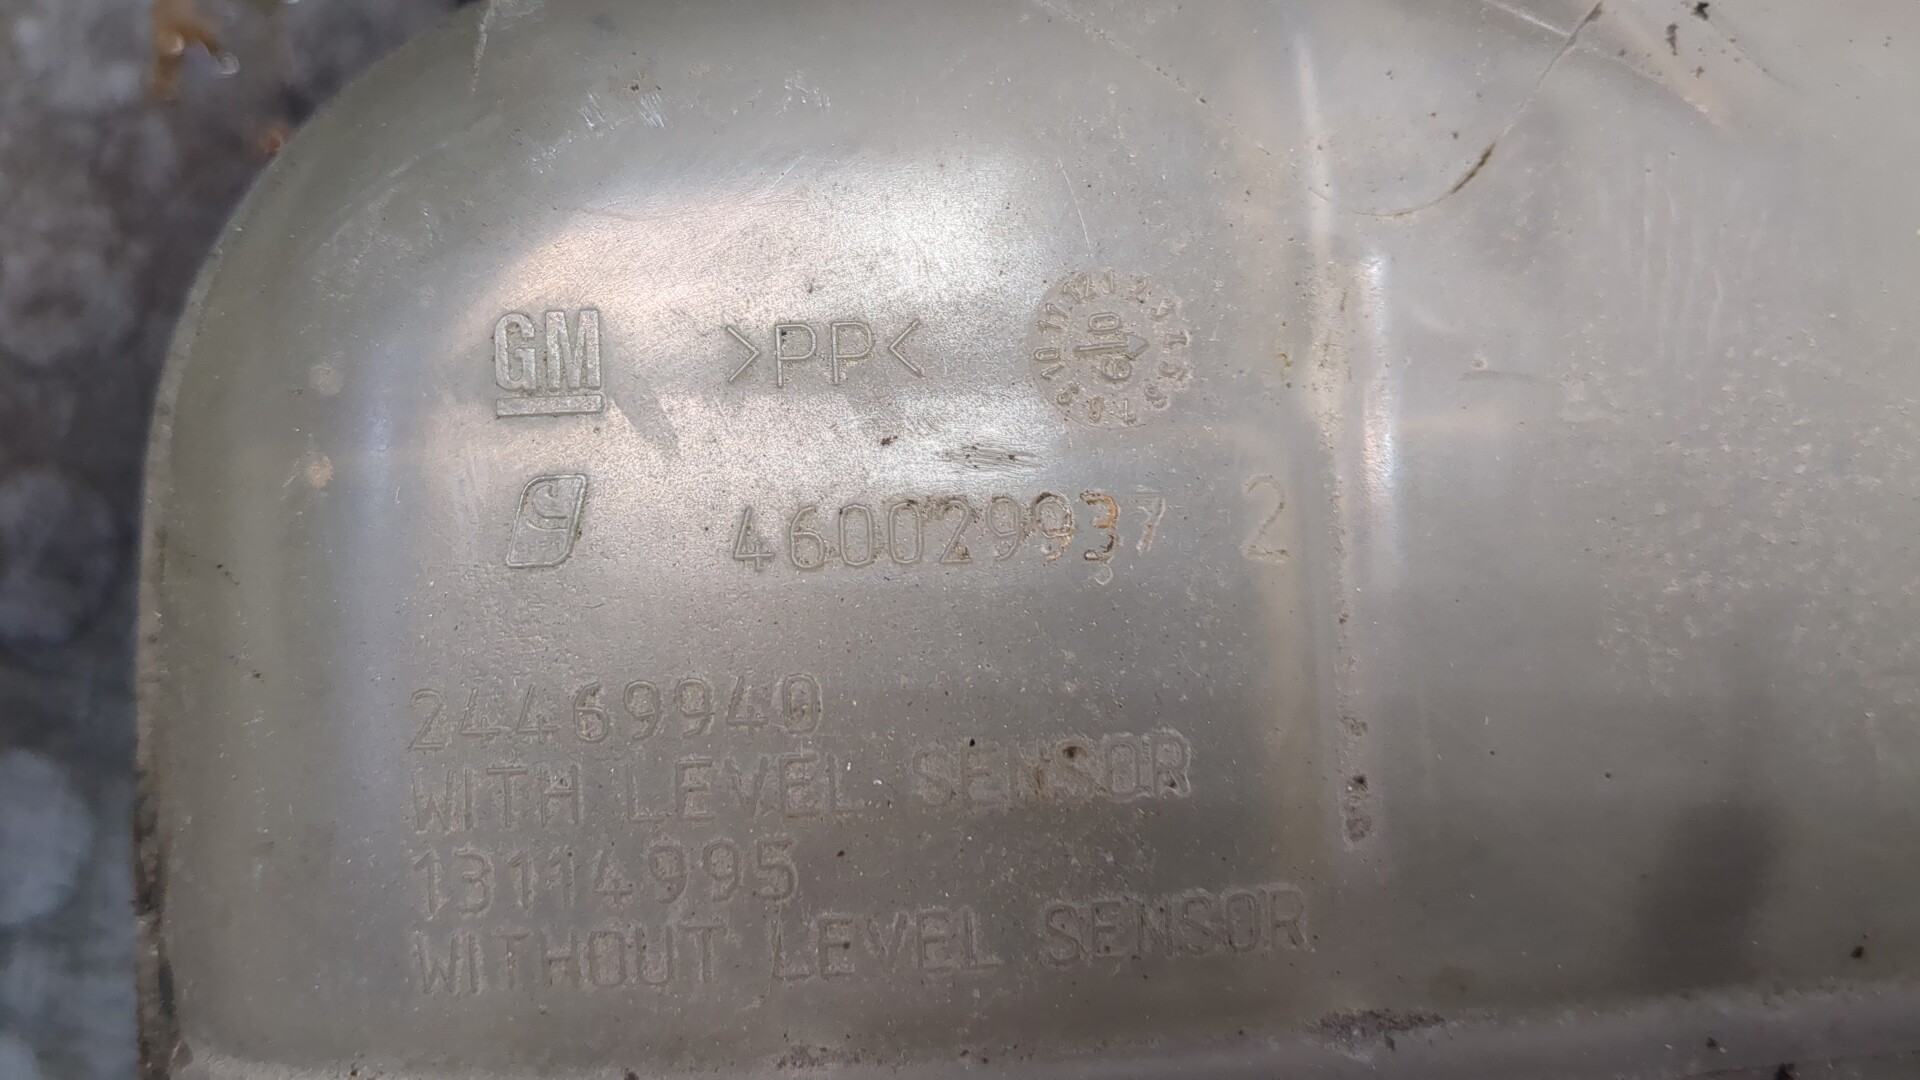 GM >PP<
460029937 2
24469940
WITH LEVEL SENSOR
13114995
WITHOUT LEVEL SENSOR